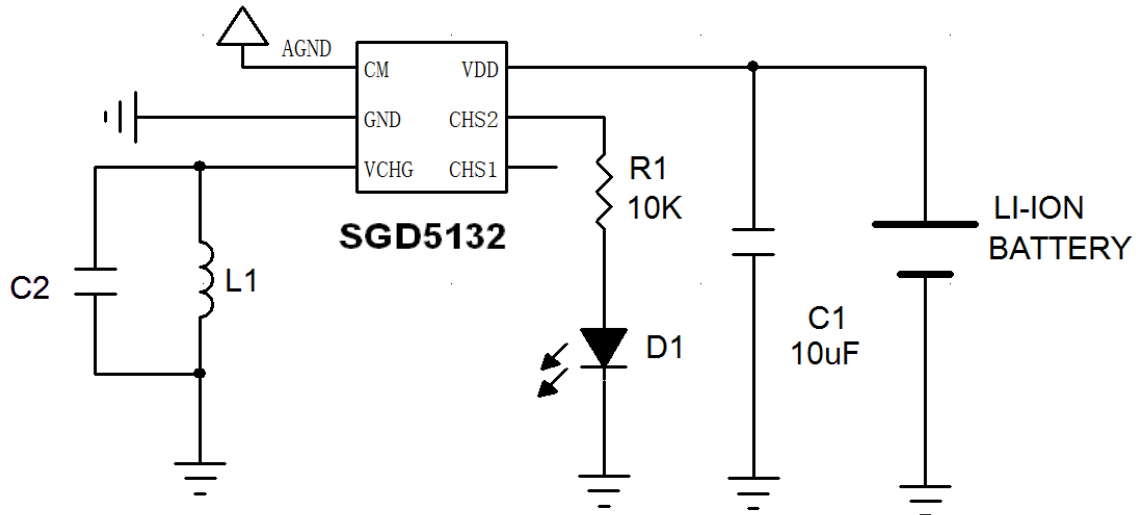 AGND
CM
VDD
GND
CHS2
VCHG
CHS1
SGD5132
R1
10K
LI-ION
BATTERY
C2
L1
D1
C1
10uF